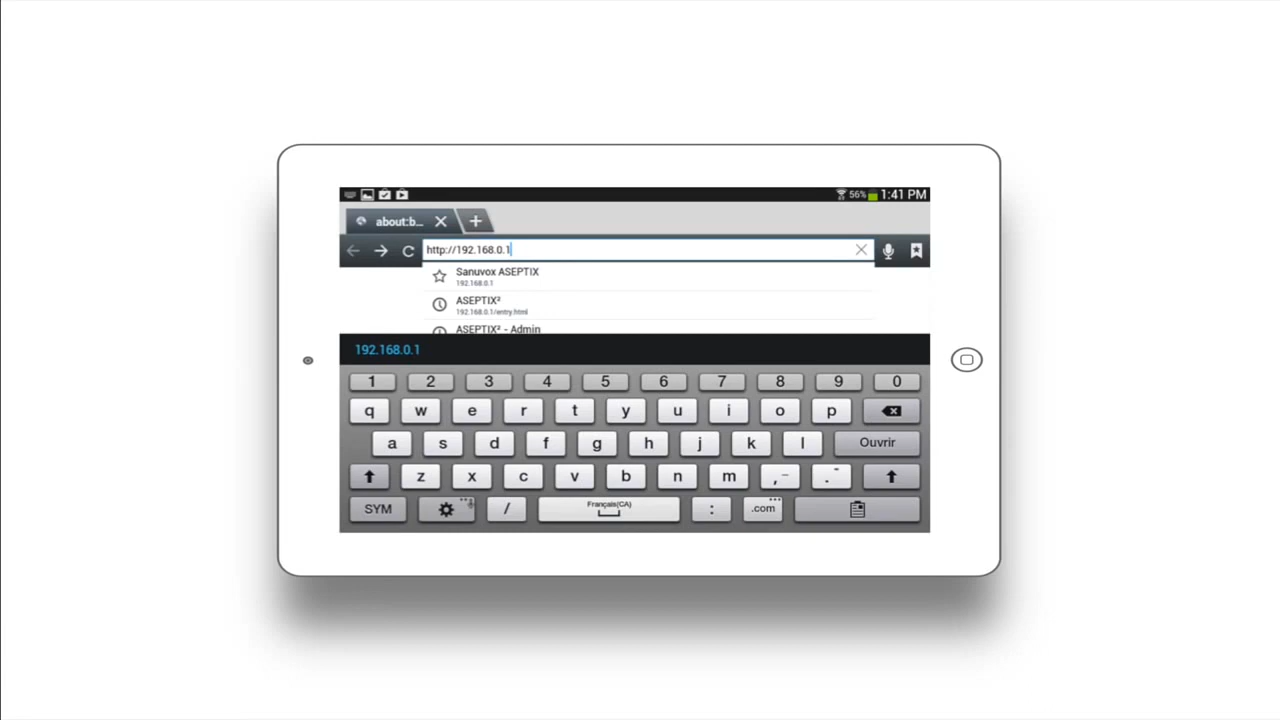 56% 1:41 PM
about:b...
http://192.168.0.1
Sanuvox ASEPTIX
192.168.0.1
ASEPTIX²
192.168.0.1/entry.html
ASEPTIX² - Admin
192.168.0.1
1 2 3 4 5 6 7 8 9 0
q w e r t y u i o p
a s d f g h j k l Ouvrir
z x c v b n m ,- .-
SYM / Français(CA) : .com